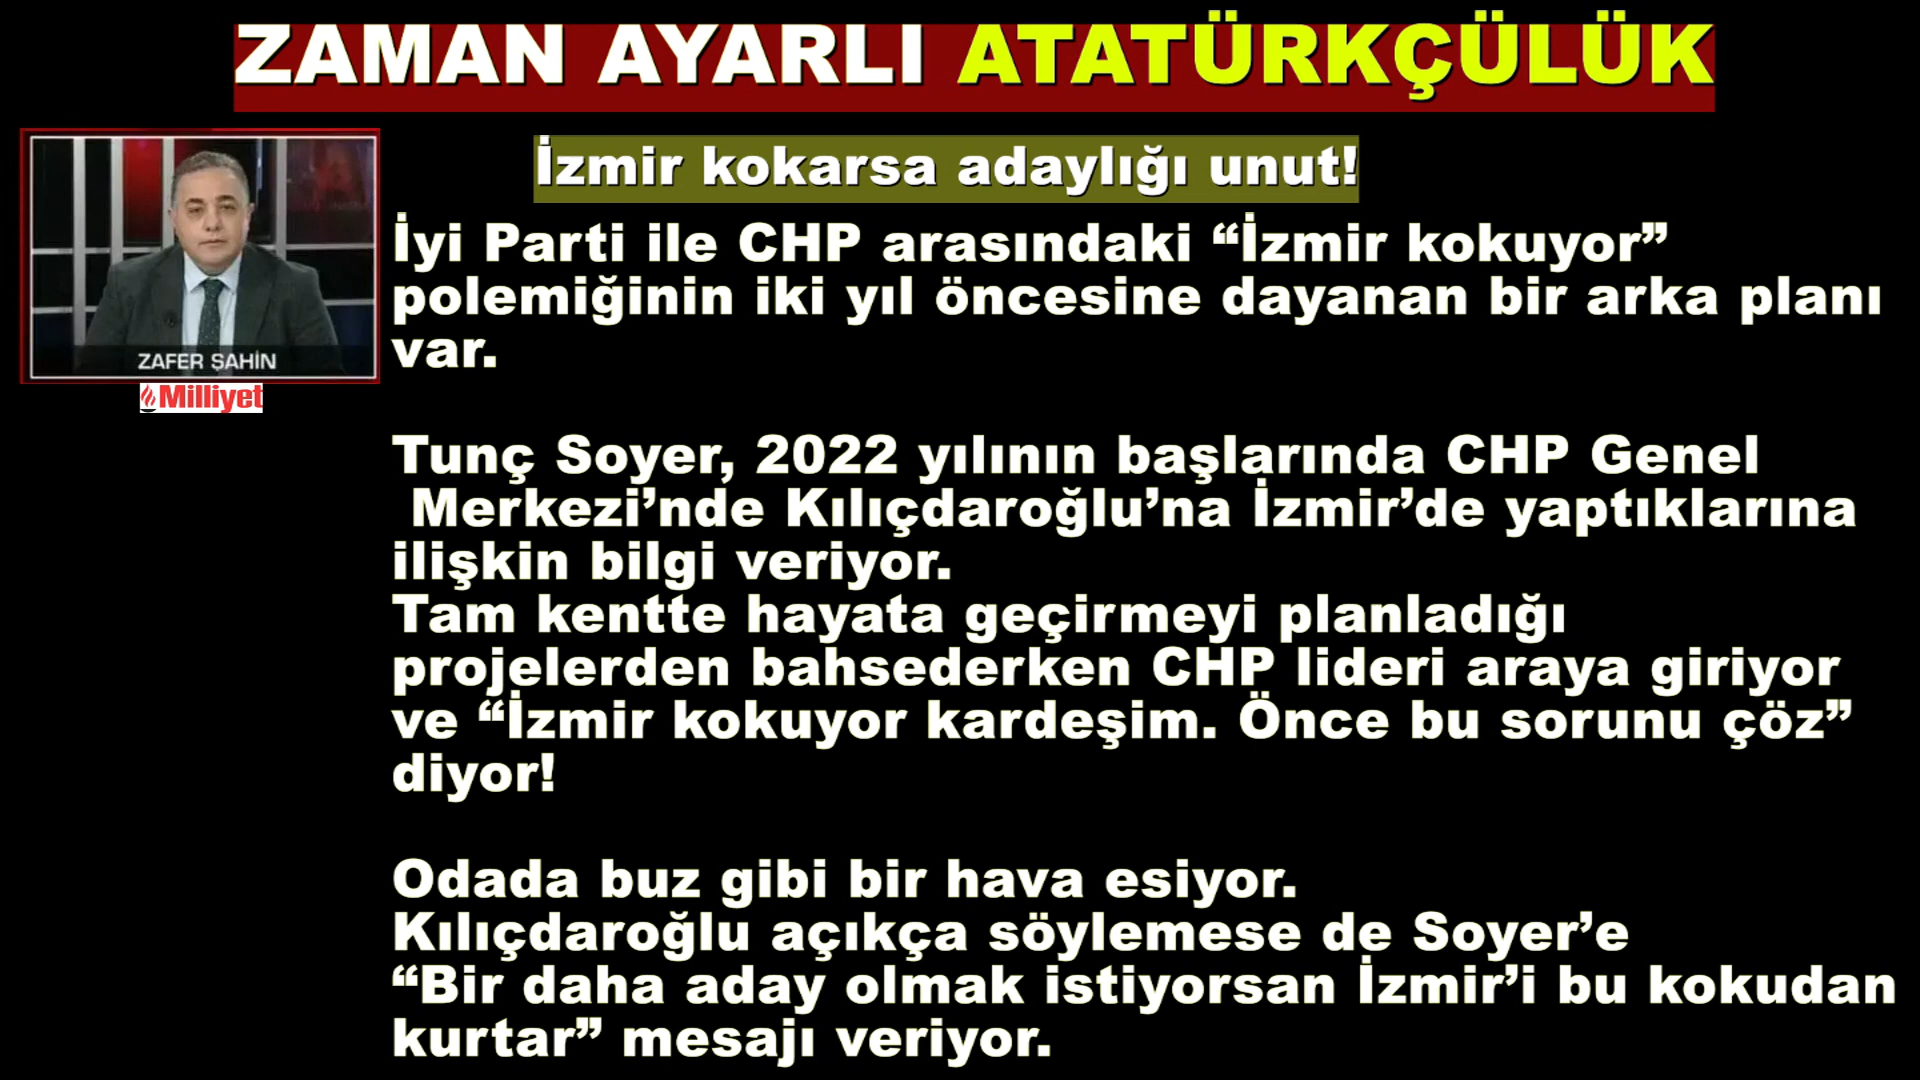 ZAMAN AYARLI ATATÜRKÇÜLÜK
İzmir kokarsa adaylığı unut!
ZAFER ŞAHİN
Milliyet
İyi Parti ile CHP arasındaki “İzmir kokuyor”
polemiğinin iki yıl öncesine dayanan bir arka planı
var.
Tunç Soyer, 2022 yılının başlarında CHP Genel
Merkezi’nde Kılıçdaroğlu’na İzmir’de yaptıklarına
ilişkin bilgi veriyor.
Tam kentte hayata geçirmeyi planladığı
projelerden bahsederken CHP lideri araya giriyor
ve “İzmir kokuyor kardeşim. Önce bu sorunu çöz”
diyor!
Odada buz gibi bir hava esiyor.
Kılıçdaroğlu açıkça söylemese de Soyer’e
“Bir daha aday olmak istiyorsan İzmir’i bu kokudan
kurtar” mesajı veriyor.